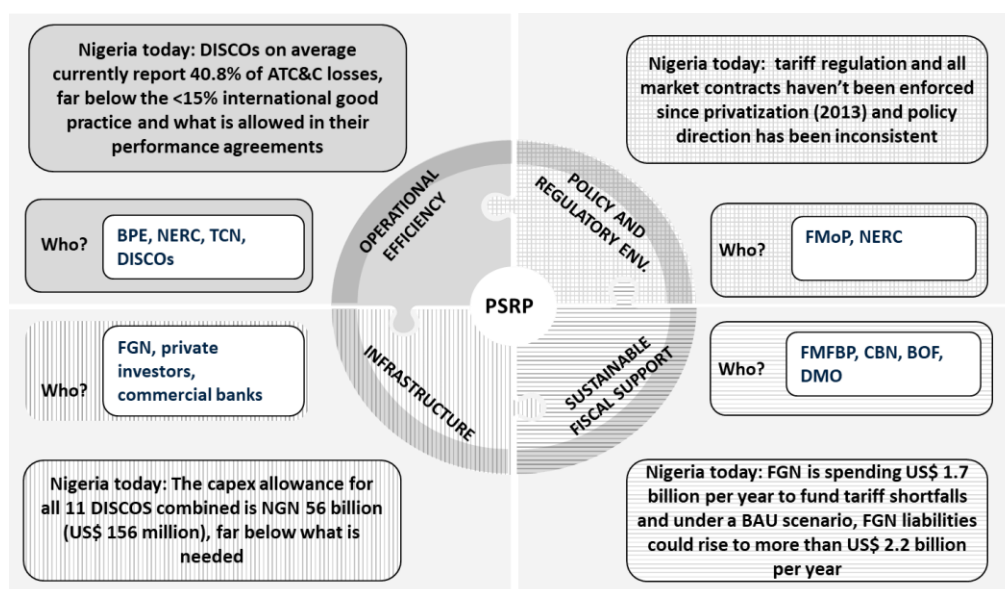 Nigeria today: DISCOs on average
currently report 40.8% of ATC&C losses,
far below the <15% international good
practice and what is allowed in their
performance agreements
Nigeria today: tariff regulation and all
market contracts haven't been enforced
since privatization (2013) and policy
direction has been inconsistent
Who?
BPE, NERC, TCN,
DISCOs
OPERATIONAL
EFFICIENCY
POLICY AND
REGULATORY ENV.
Who?
FMoP, NERC
PSRP
Who?
FGN, private
investors,
commercial banks
INFRASTRUCTURE
SUSTAINABLE
FISCAL SUPPORT
Who?
FMFBP, CBN, BOF,
DMO
Nigeria today: The capex allowance for
all 11 DISCOS combined is NGN 56 billion
(US$ 156 million), far below what is
needed
Nigeria today: FGN is spending US$ 1.7
billion per year to fund tariff shortfalls
and under a BAU scenario, FGN liabilities
could rise to more than US$ 2.2 billion
per year